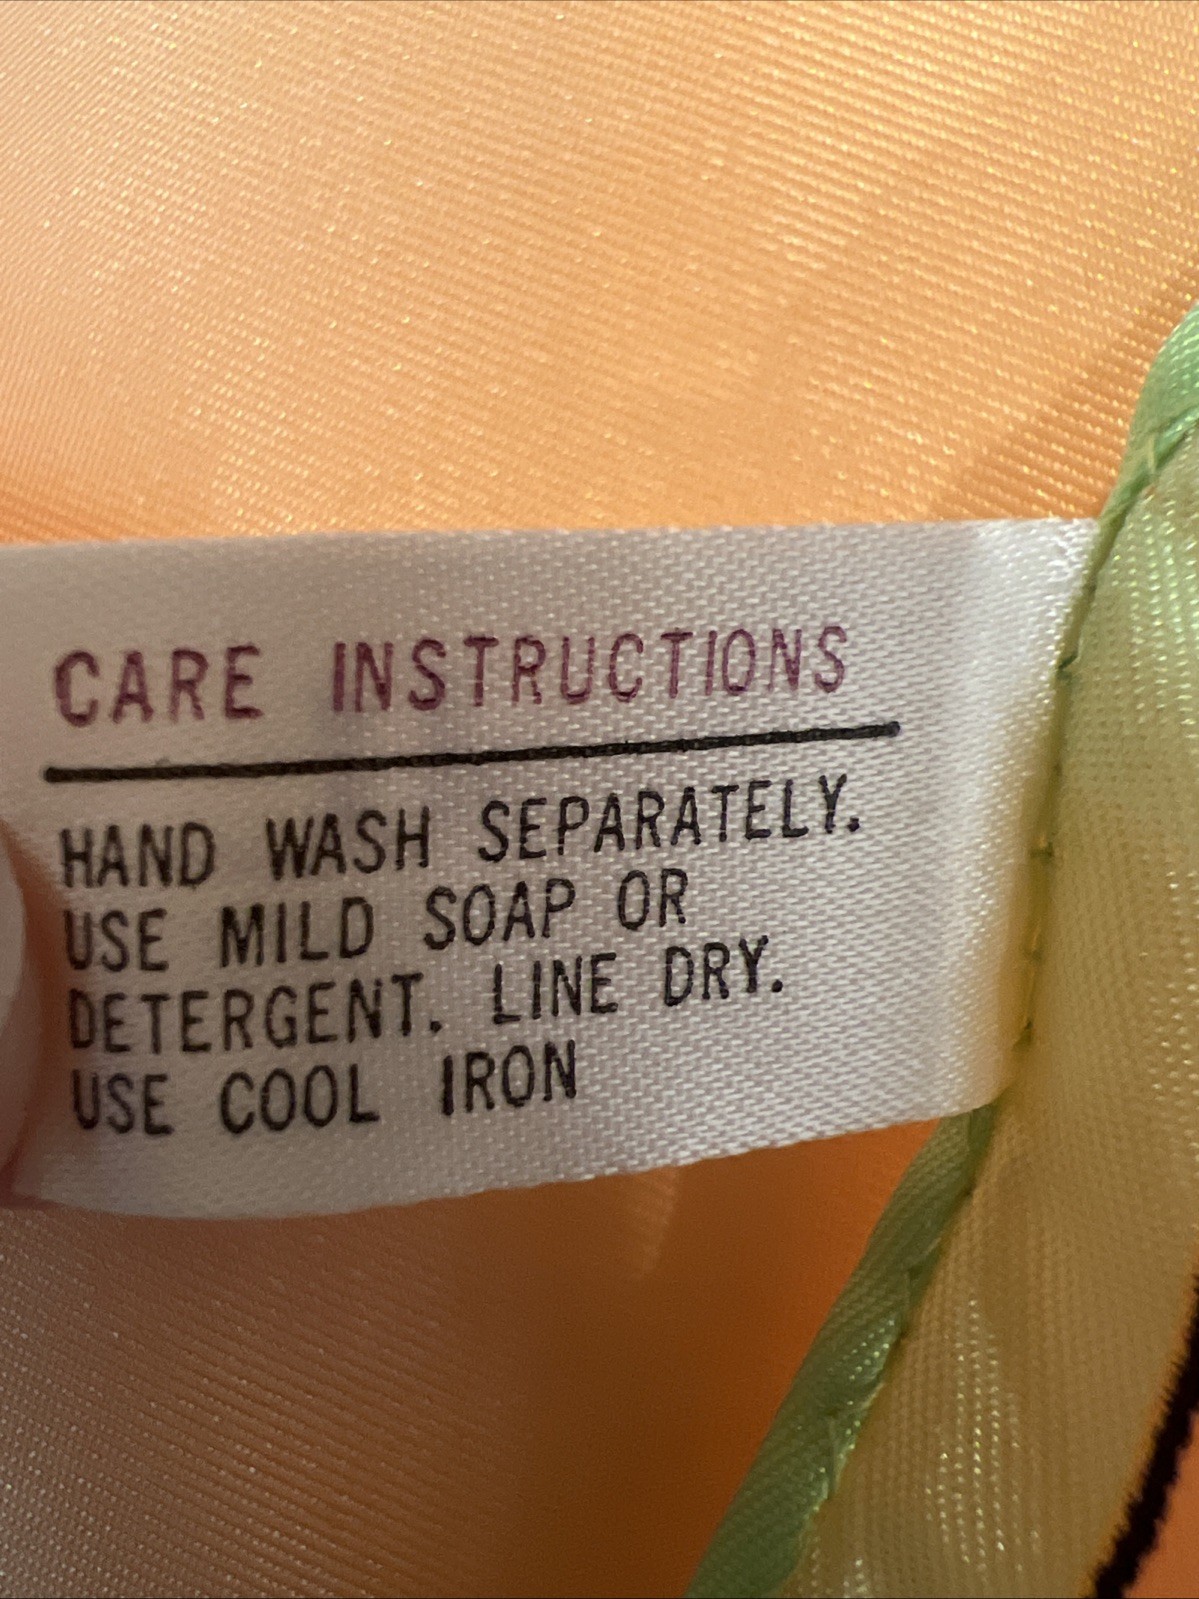 CARE INSTRUCTIONS
HAND WASH SEPARATELY.
USE MILD SOAP OR
DETERGENT. LINE DRY.
USE COOL IRON